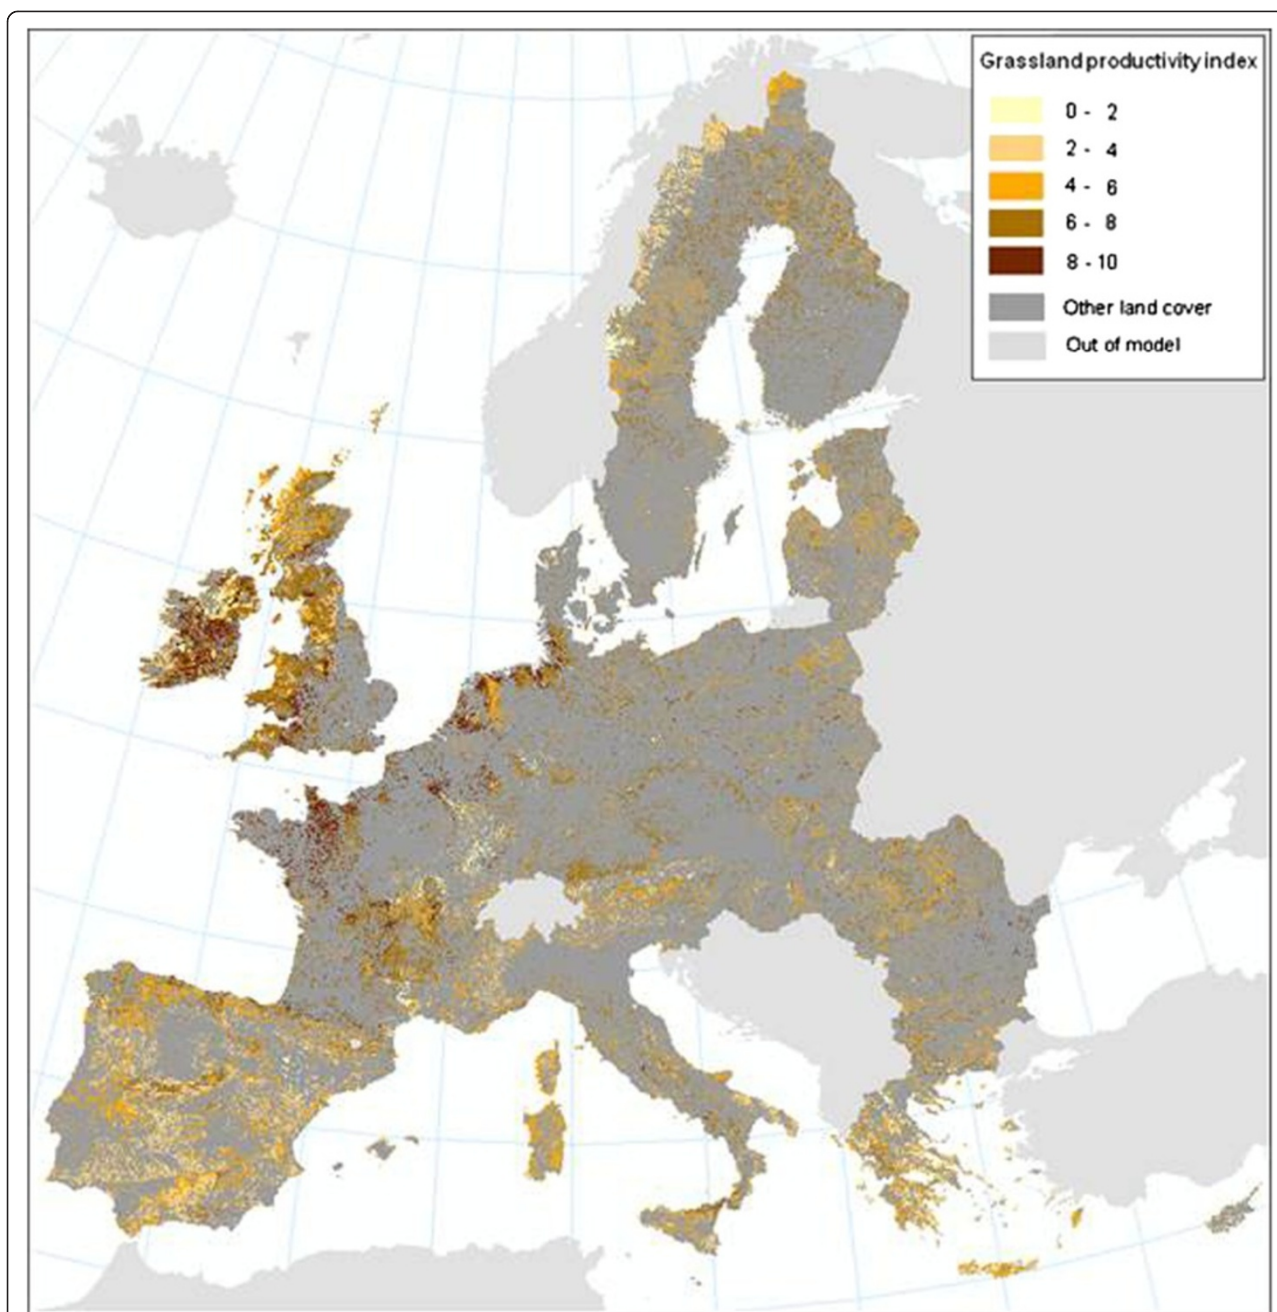 Grassland productivity index
0 - 2
2 - 4
4 - 6
6 - 8
8 - 10
Other land cover
Out of model